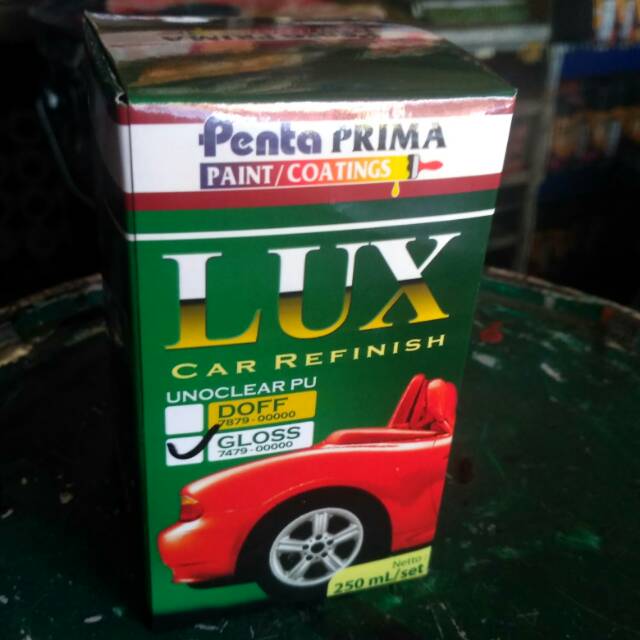 Penta PRIMA
PAINT/COATINGS
LUX
CAR REFINISH
UNOCLEAR PU
DOFF
7879-00000
GLOSS
7479-00000
Netto
250 mL/set